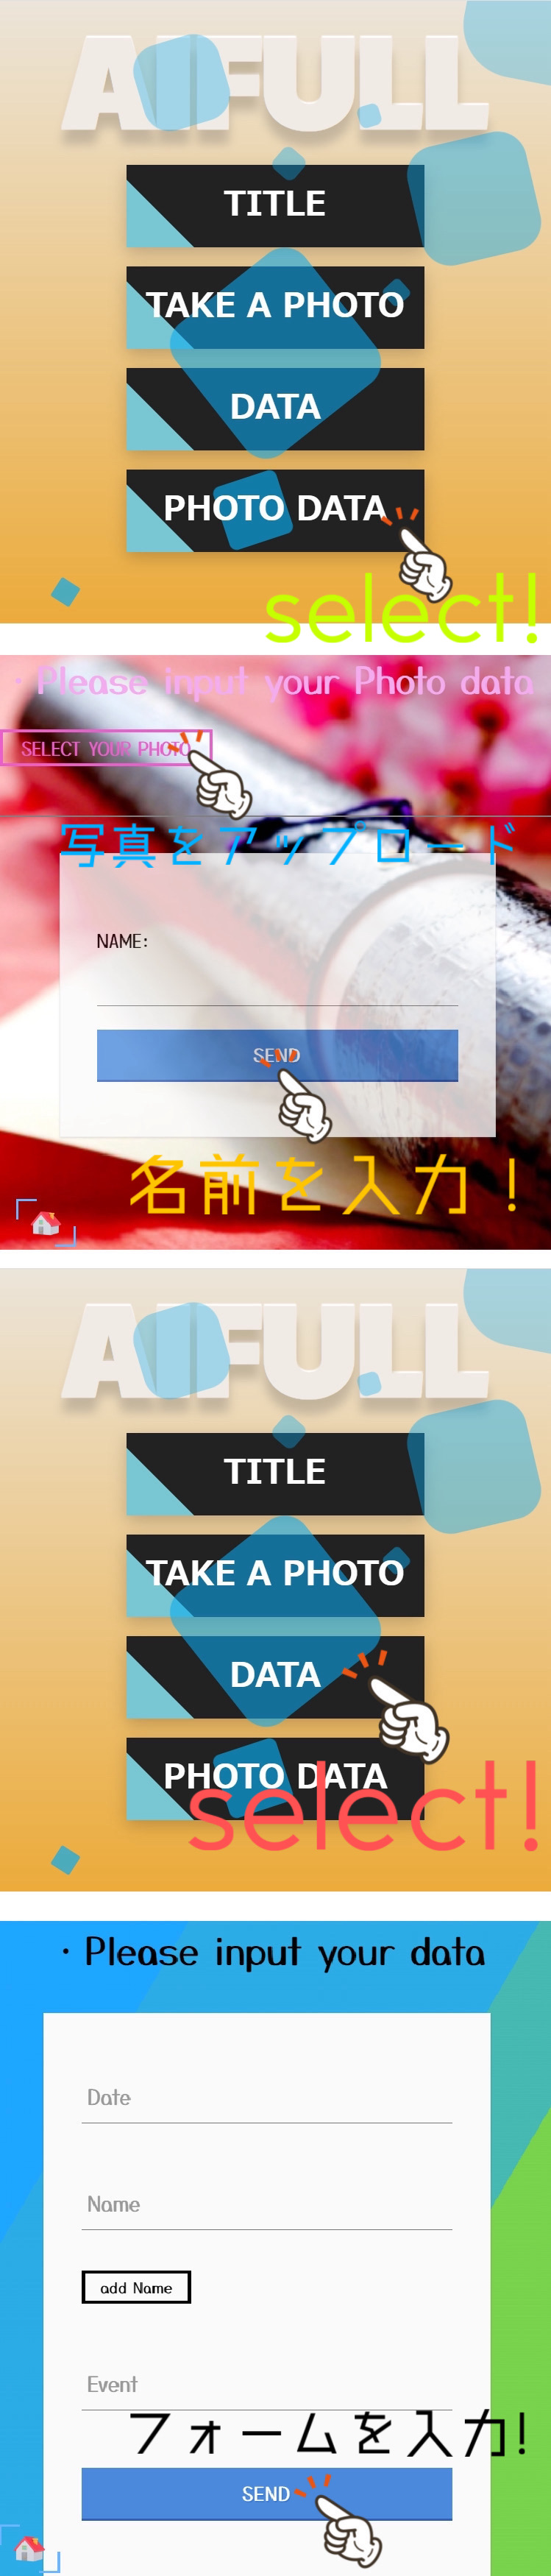 AIFULL
TITLE
TAKE A PHOTO
DATA
PHOTO DATA
select!
・Please input your Photo data
SELECT YOUR PHOTO
写真をアップロード
NAME:
SEND
名前を入力！
AIFULL
TITLE
TAKE A PHOTO
DATA
PHOTO DATA
select!
・Please input your data
Date
Name
add Name
Event
フォームを入力!
SEND